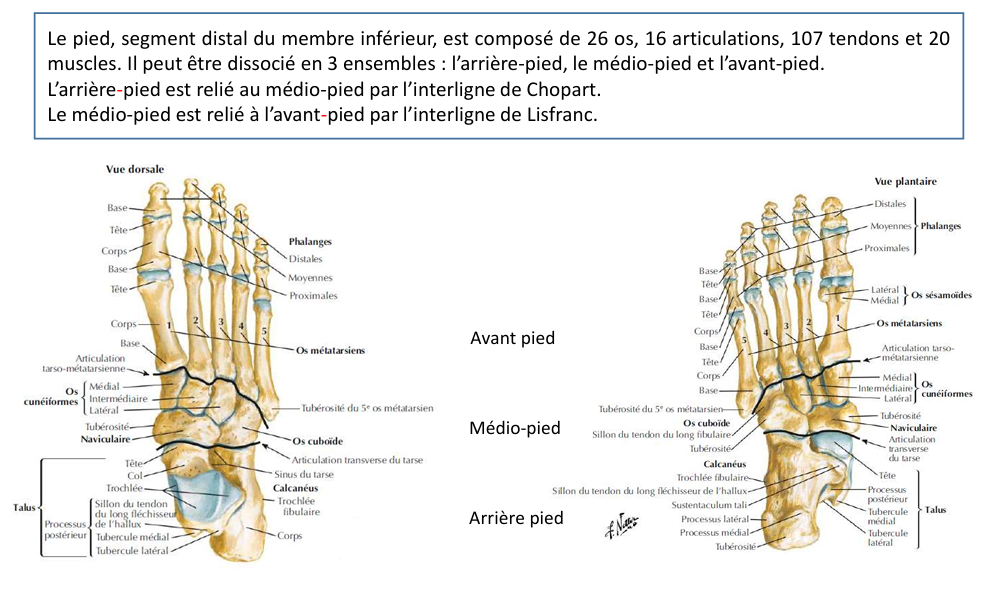 Le pied, segment distal du membre inférieur, est composé de 26 os, 16 articulations, 107 tendons et 20
muscles. Il peut être dissocié en 3 ensembles : l’arrière-pied, le médio-pied et l’avant-pied.
L’arrière-pied est relié au médio-pied par l’interligne de Chopart.
Le médio-pied est relié à l’avant-pied par l’interligne de Lisfranc.
Vue dorsale
Base
Tête
Corps
Base
Tête
Corps
Base
Articulation
tarso-métatarsienne
Os
cunéiformes
Médial
Intermédiaire
Latéral
Tubérosité
Naviculaire
Tête
Col
Trochlée
Talus
Processus
postérieur
Sillon du tendon
du long fléchisseur
de l’hallux
Tubercule médial
Tubercule latéral
1
2
3
4
5
Phalanges
Distales
Moyennes
Proximales
Os métatarsiens
Tubérosité du 5e os métatarsien
Os cuboïde
Articulation transverse du tarse
Sinus du tarse
Calcanéus
Trochlée
fibulaire
Corps
Avant pied
Médio-pied
Arrière pied
Vue plantaire
Base
Tête
Base
Tête
Corps
Base
Tête
Corps
Base
Tubérosité du 5e os métatarsien
Os cuboïde
Sillon du tendon du long fibulaire
Tubérosité
Calcanéus
Trochlée fibulaire
Sillon du tendon du long fléchisseur de l’hallux
Sustentaculum tali
Processus latéral
Processus médial
Tubérosité
5
4
3
2
1
Distales
Moyennes
Proximales
Phalanges
Latéral
Médial
Os sésamoïdes
Os métatarsiens
Articulation tarso-
métatarsienne
Médial
Intermédiaire
Latéral
Os
cunéiformes
Tubérosité
Naviculaire
Articulation
transverse
du tarse
Tête
Processus
postérieur
Tubercule
médial
Tubercule
latéral
Talus
f. Netter